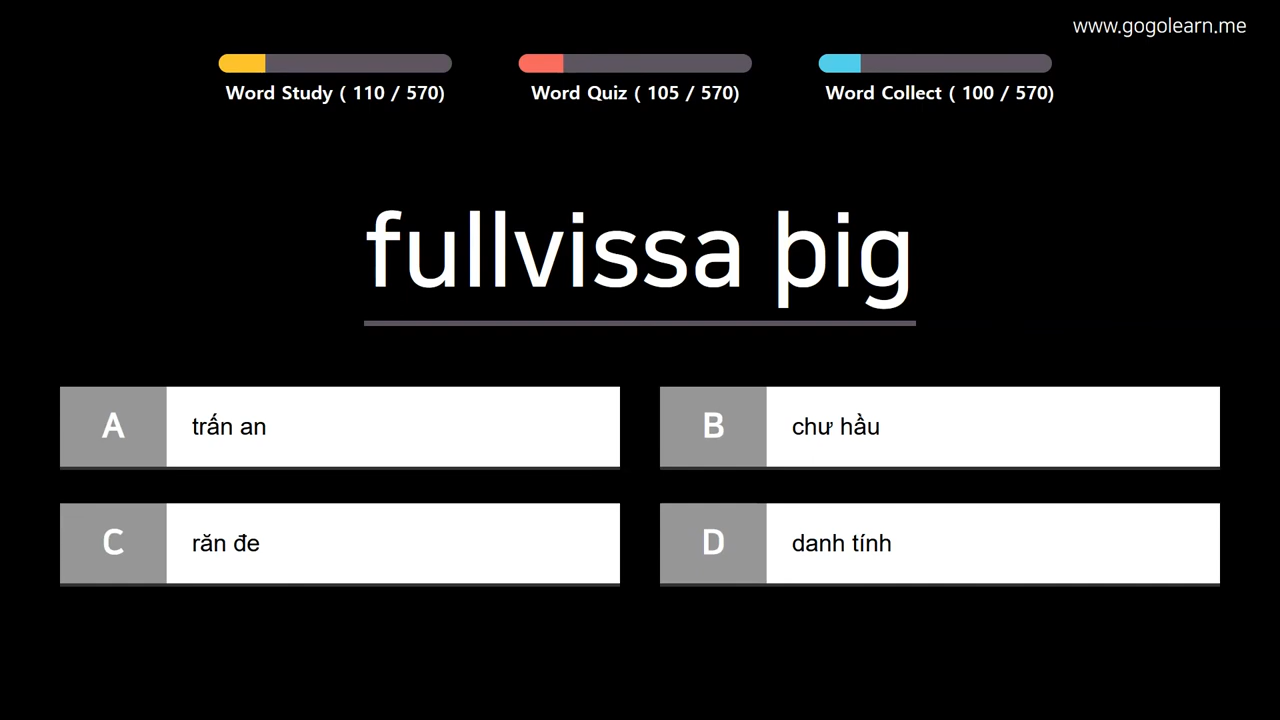 www.gogolearn.me
Word Study ( 110 / 570)
Word Quiz ( 105 / 570)
Word Collect ( 100 / 570)
fullvissa þig
A
trấn an
B
chư hầu
C
răn đe
D
danh tính